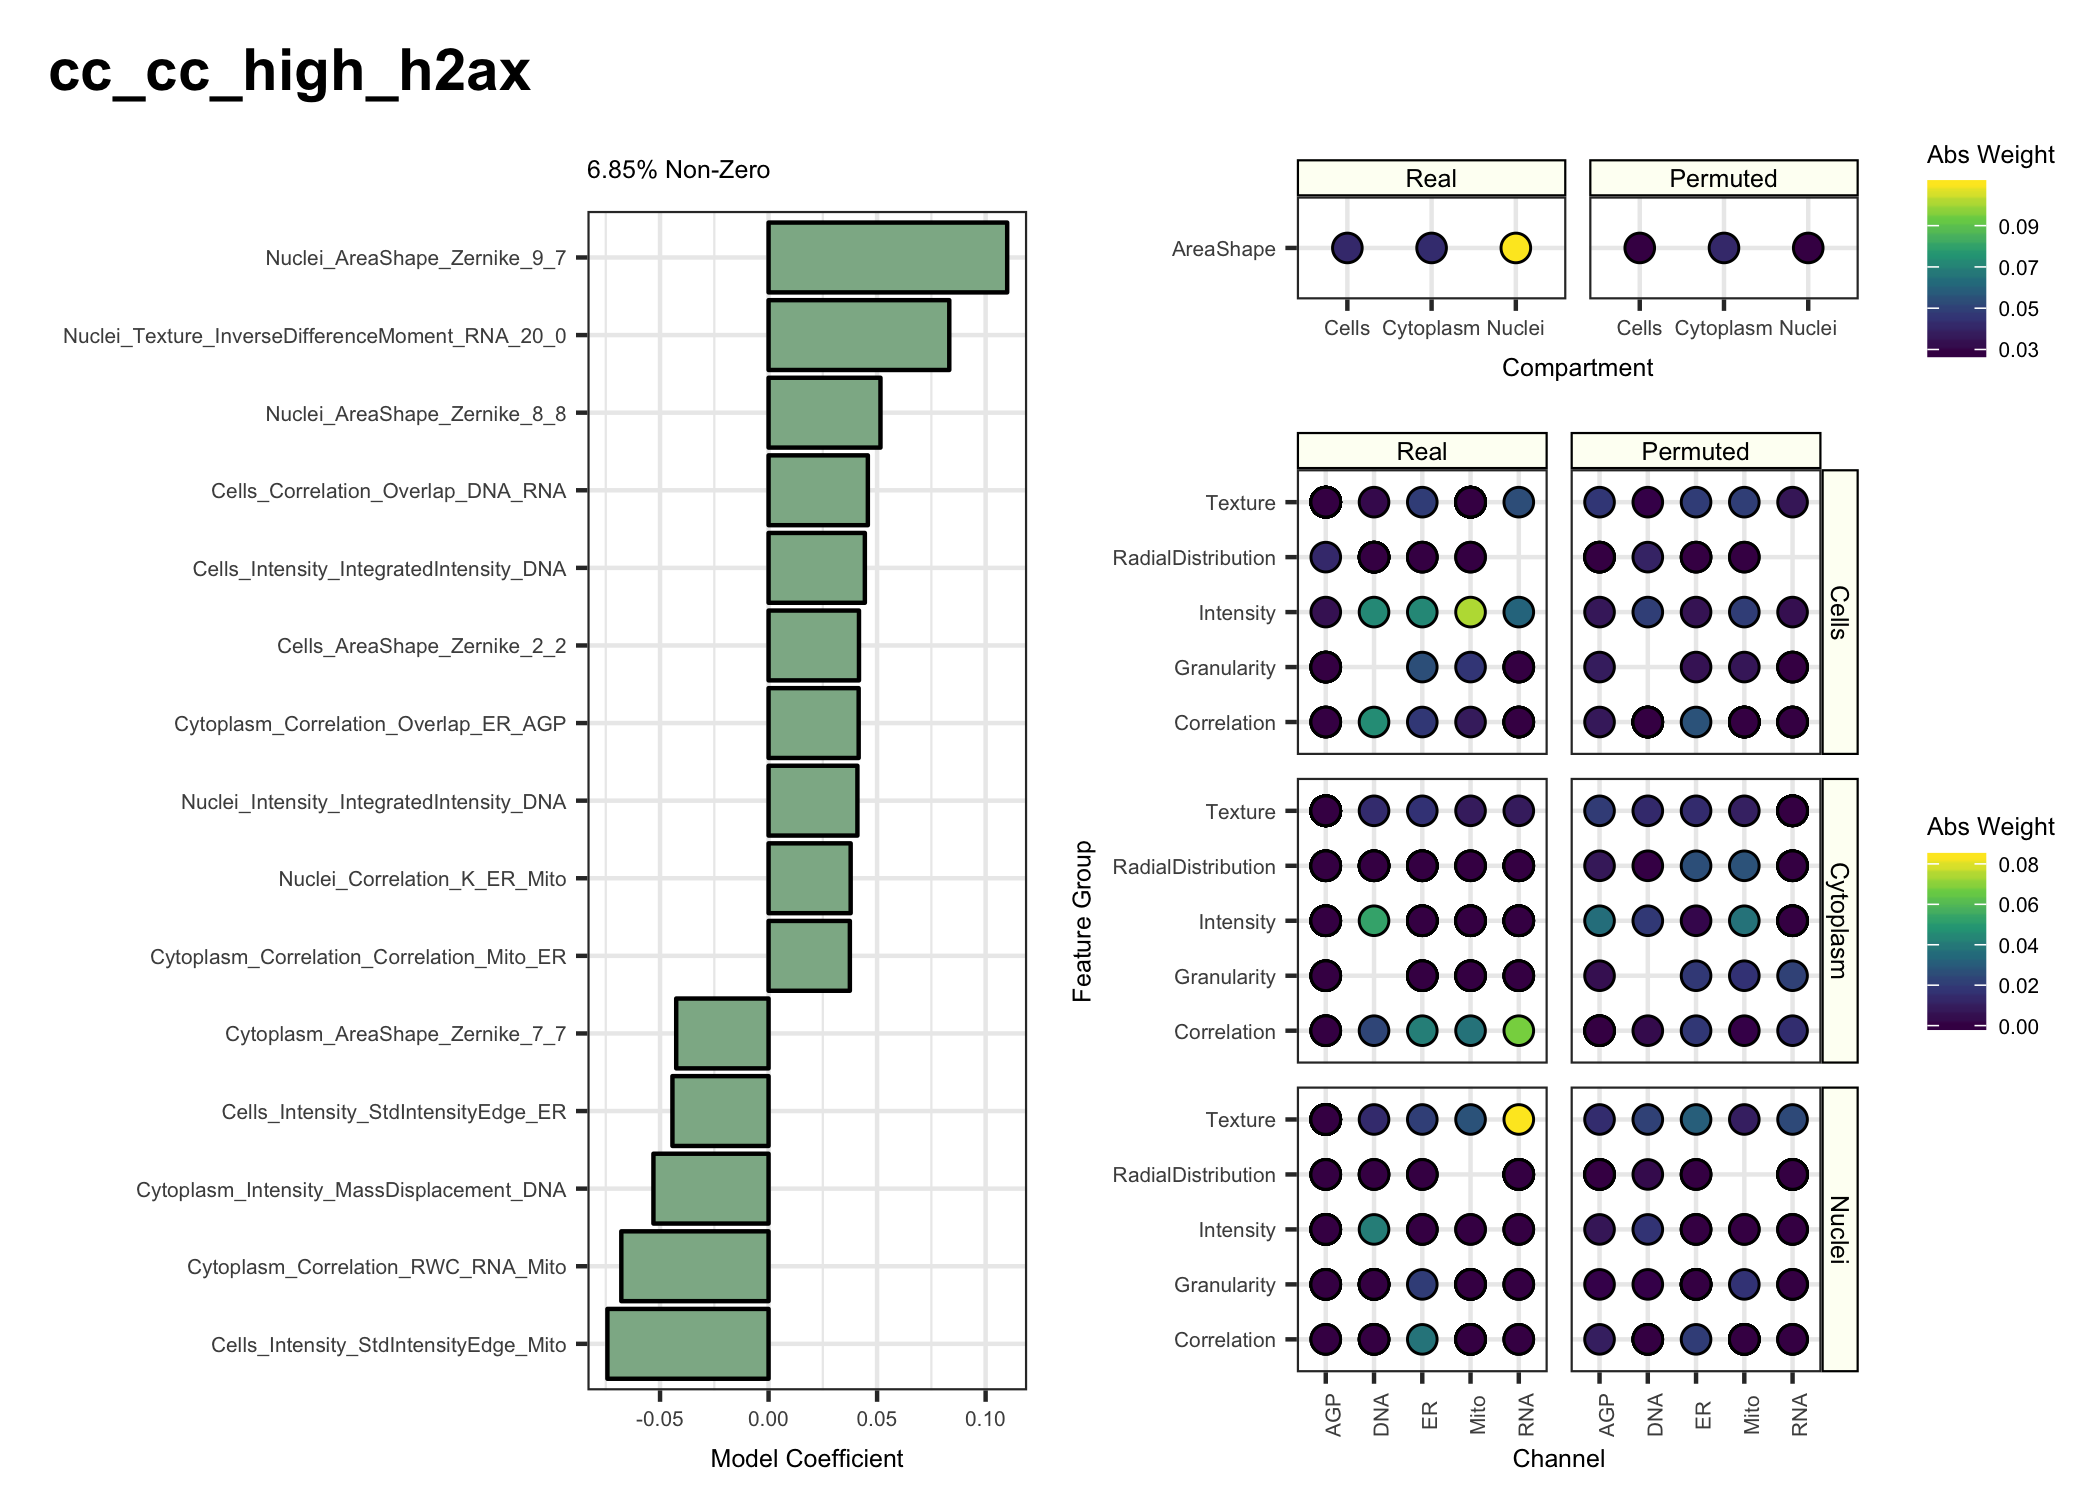 cc_cc_high_h2ax
6.85% Non-Zero
Nuclei_AreaShape_Zernike_9_7
Nuclei_Texture_InverseDifferenceMoment_RNA_20_0
Nuclei_AreaShape_Zernike_8_8
Cells_Correlation_Overlap_DNA_RNA
Cells_Intensity_IntegratedIntensity_DNA
Cells_AreaShape_Zernike_2_2
Cytoplasm_Correlation_Overlap_ER_AGP
Nuclei_Intensity_IntegratedIntensity_DNA
Nuclei_Correlation_K_ER_Mito
Cytoplasm_Correlation_Correlation_Mito_ER
Cytoplasm_AreaShape_Zernike_7_7
Cells_Intensity_StdIntensityEdge_ER
Cytoplasm_Intensity_MassDisplacement_DNA
Cytoplasm_Correlation_RWC_RNA_Mito
Cells_Intensity_StdIntensityEdge_Mito
-0.05 0.00 0.05 0.10
Model Coefficient
Real Permuted
AreaShape
Cells Cytoplasm Nuclei Cells Cytoplasm Nuclei
Compartment
Abs Weight
0.09
0.07
0.05
0.03
Real Permuted
Feature Group
Texture
RadialDistribution
Intensity
Granularity
Correlation
Cells
Texture
RadialDistribution
Intensity
Granularity
Correlation
Cytoplasm
Texture
RadialDistribution
Intensity
Granularity
Correlation
Nuclei
AGP DNA ER Mito RNA AGP DNA ER Mito RNA
Channel
Abs Weight
0.08
0.06
0.04
0.02
0.00